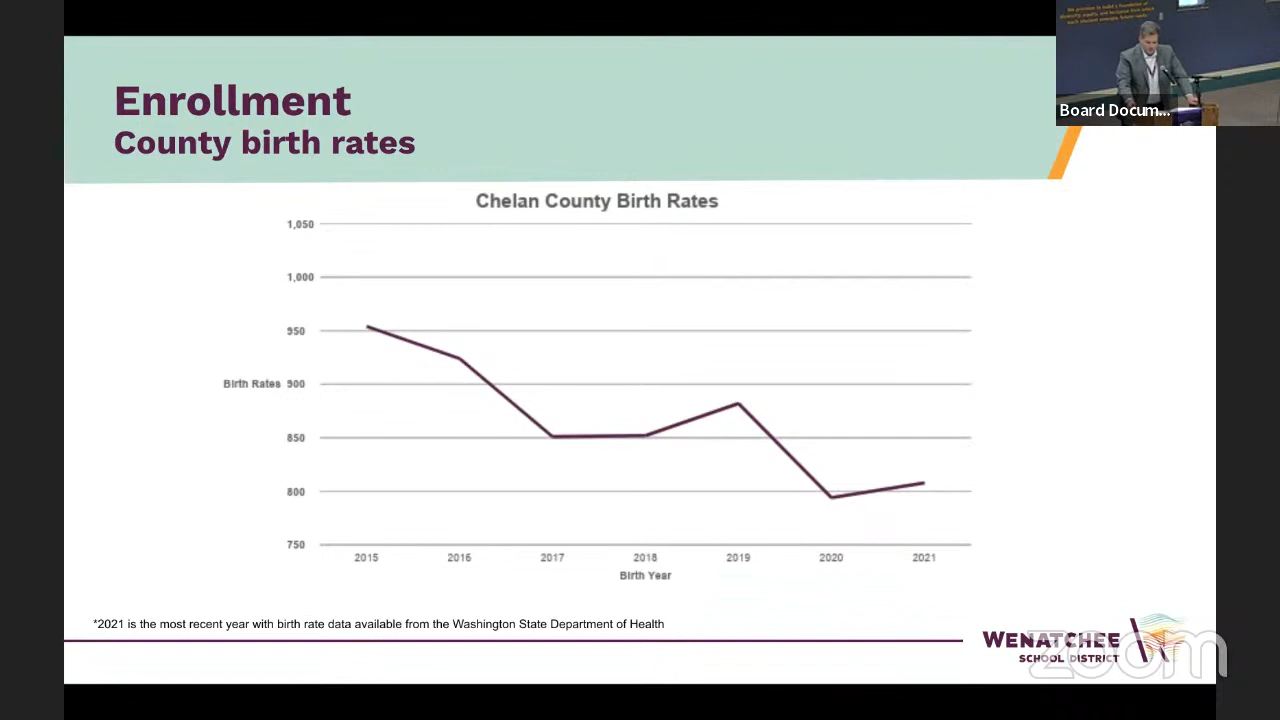 Enrollment
County birth rates
Board Docum...
Chelan County Birth Rates
1,050
1,000
950
Birth Rates 900
850
800
750
2015 2016 2017 2018 2019 2020 2021
Birth Year
*2021 is the most recent year with birth rate data available from the Washington State Department of Health
WENATCHEE
SCHOOL DISTRICT
zoom